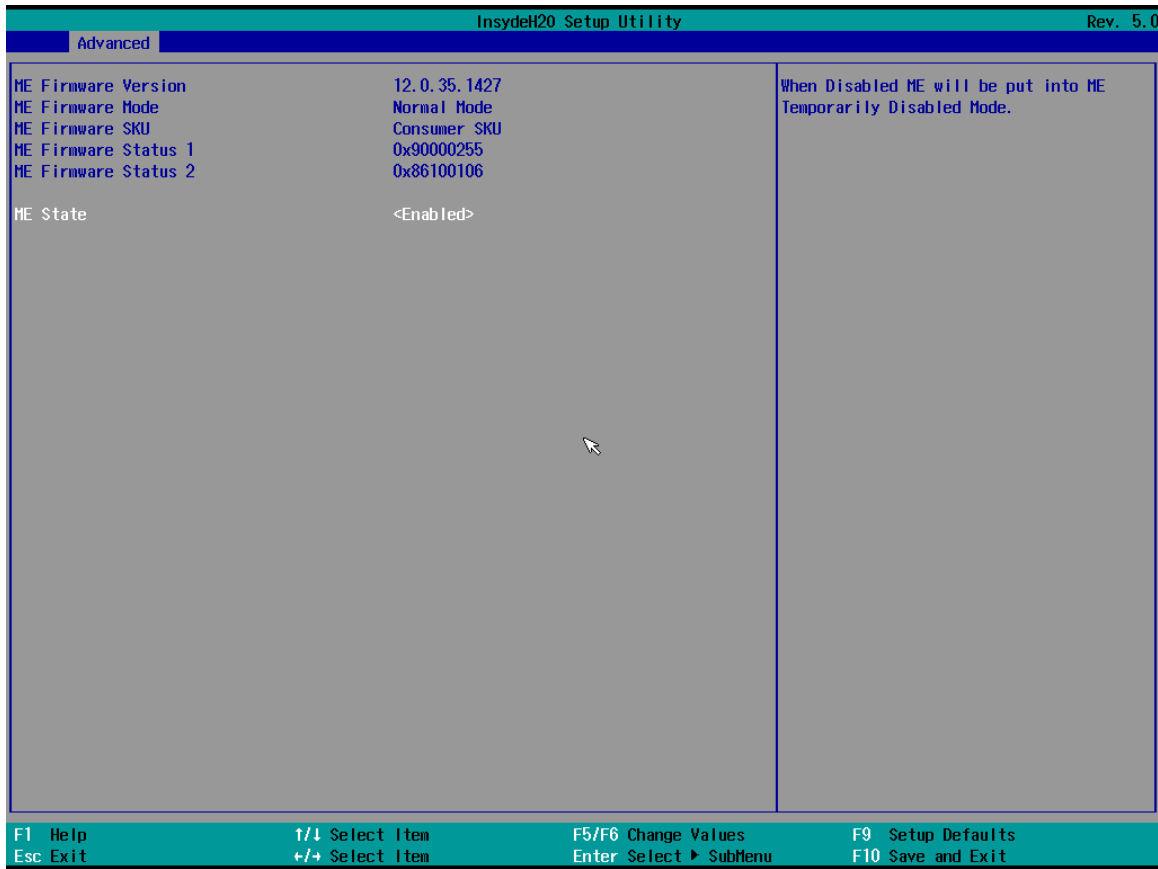 InsydeH20 Setup Utility Rev. 5.0
Advanced
ME Firmware Version 12.0.35.1427
ME Firmware Mode Normal Mode
ME Firmware SKU Consumer SKU
ME Firmware Status 1 0x90000255
ME Firmware Status 2 0x86100106
ME State <Enabled>
When Disabled ME will be put into ME
Temporarily Disabled Mode.
F1 Help ↑/↓ Select Item F5/F6 Change Values F9 Setup Defaults
Esc Exit ←/→ Select Item Enter Select ▶ SubMenu F10 Save and Exit